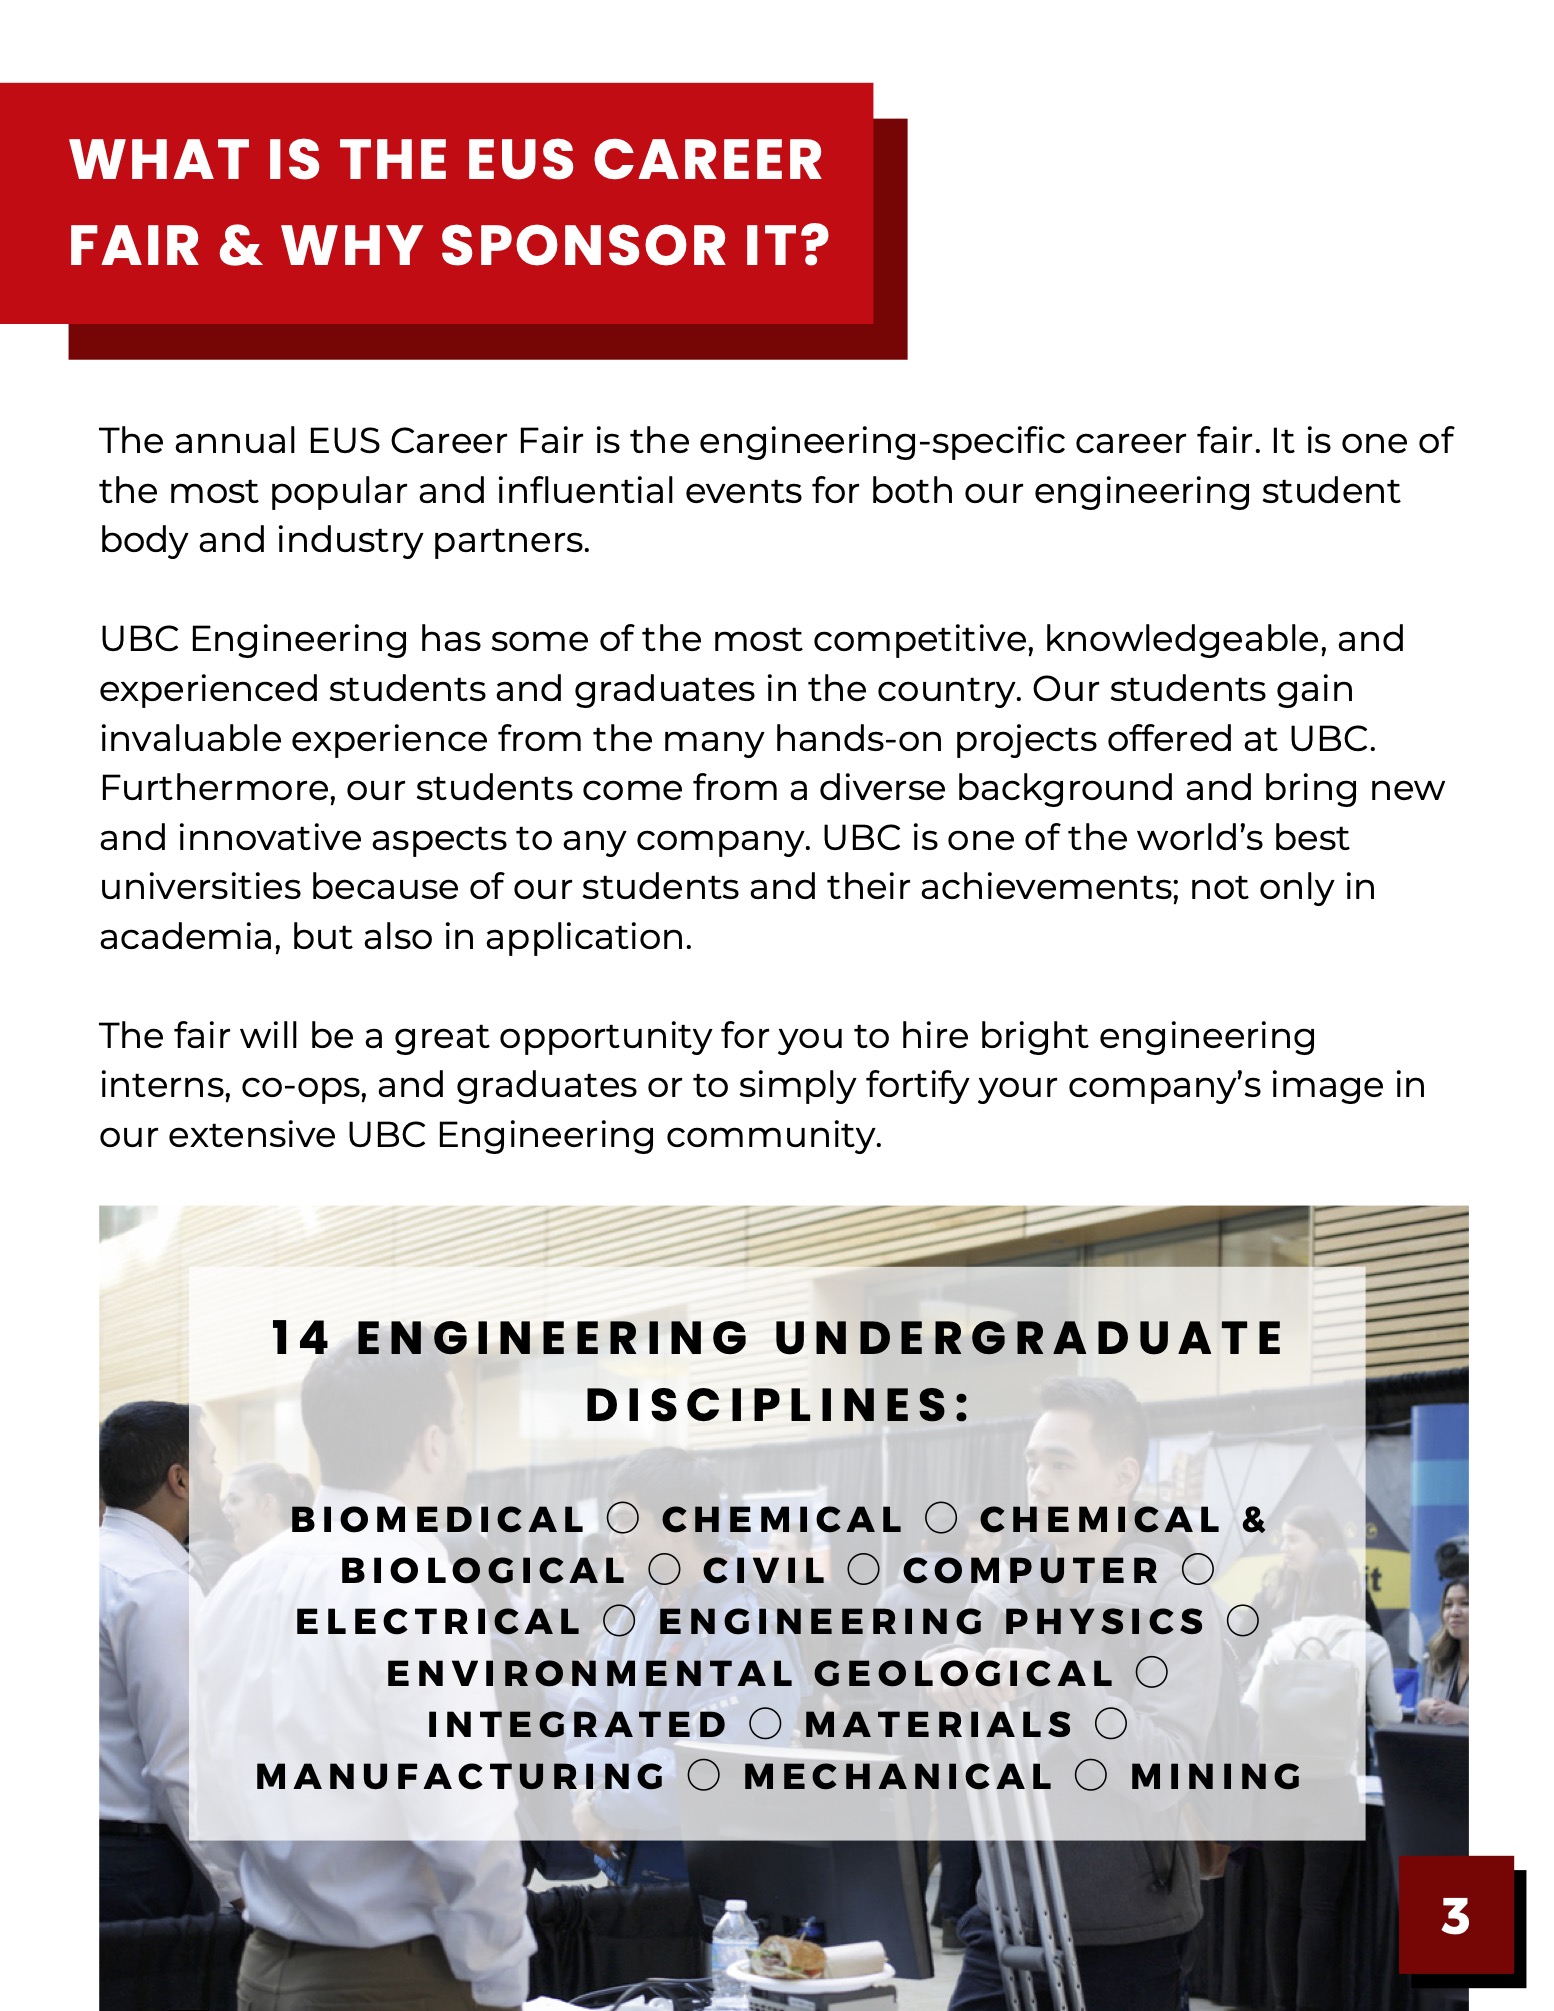 WHAT IS THE EUS CAREER
FAIR & WHY SPONSOR IT?
The annual EUS Career Fair is the engineering-specific career fair. It is one of
the most popular and influential events for both our engineering student
body and industry partners.
UBC Engineering has some of the most competitive, knowledgeable, and
experienced students and graduates in the country. Our students gain
invaluable experience from the many hands-on projects offered at UBC.
Furthermore, our students come from a diverse background and bring new
and innovative aspects to any company. UBC is one of the world’s best
universities because of our students and their achievements; not only in
academia, but also in application.
The fair will be a great opportunity for you to hire bright engineering
interns, co-ops, and graduates or to simply fortify your company’s image in
our extensive UBC Engineering community.
14 ENGINEERING UNDERGRADUATE
DISCIPLINES:
BIOMEDICAL ○ CHEMICAL ○ CHEMICAL &
BIOLOGICAL ○ CIVIL ○ COMPUTER ○
ELECTRICAL ○ ENGINEERING PHYSICS ○
ENVIRONMENTAL GEOLOGICAL ○
INTEGRATED ○ MATERIALS ○
MANUFACTURING ○ MECHANICAL ○ MINING
3